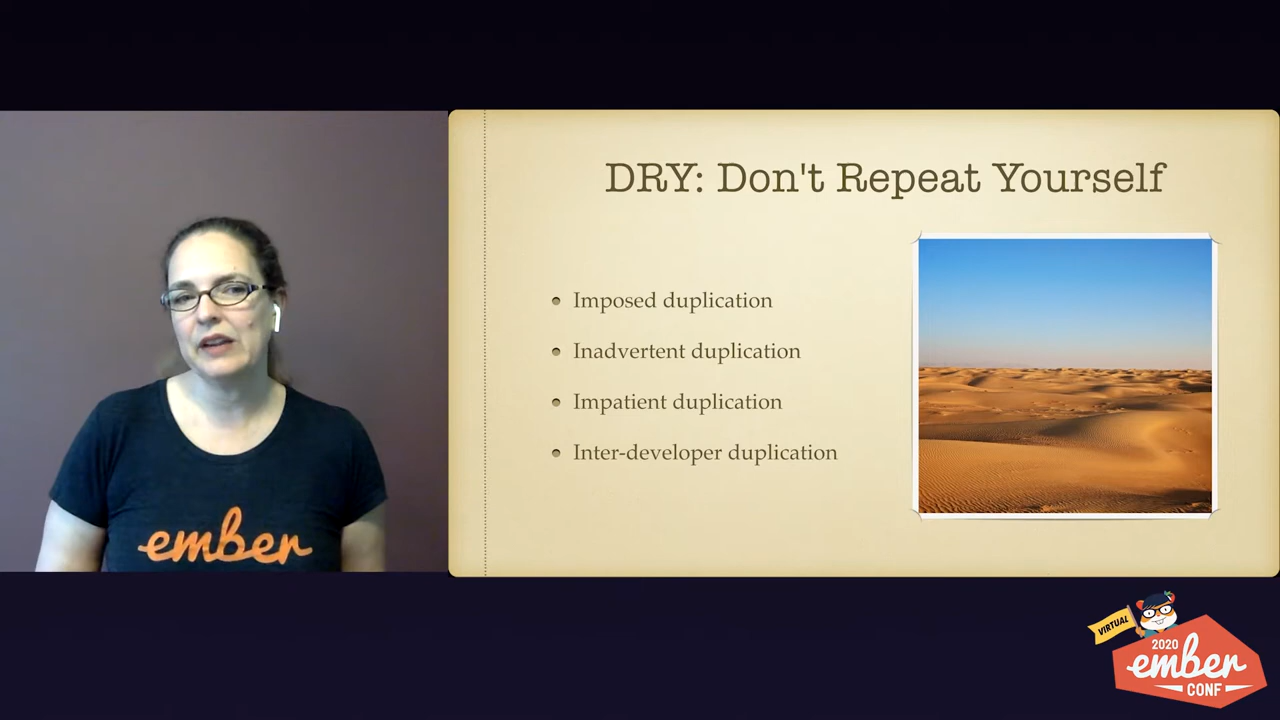 DRY: Don't Repeat Yourself
• Imposed duplication
• Inadvertent duplication
• Impatient duplication
• Inter-developer duplication
ember
VIRTUAL
2020
ember
CONF